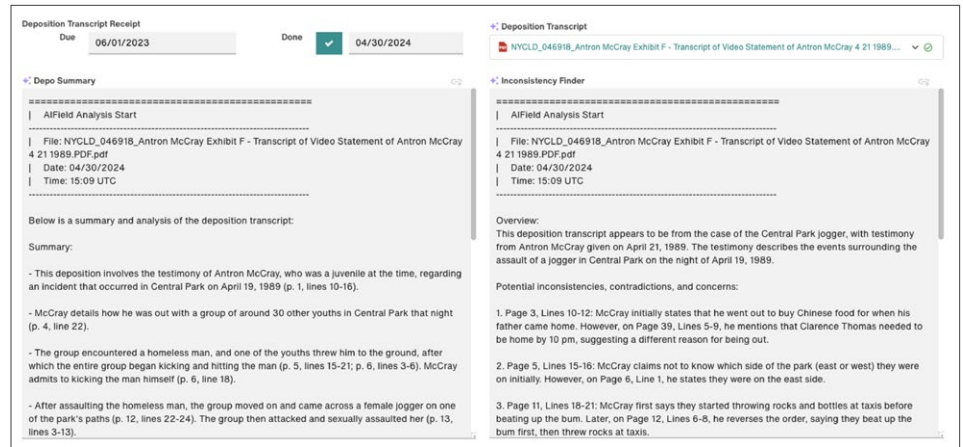 Deposition Transcript Receipt
Due
06/01/2023
Done
04/30/2024
Depo Summary
================================================
| AIField Analysis Start
------------------------------------------------------------------------
| File: NYCLD_046918_Antron McCray Exhibit F - Transcript of Video Statement of Antron McCray
4 21 1989.PDF.pdf
| Date: 04/30/2024
| Time: 15:09 UTC
------------------------------------------------------------------------
Below is a summary and analysis of the deposition transcript:
Summary:
- This deposition involves the testimony of Antron McCray, who was a juvenile at the time, regarding
an incident that occurred in Central Park on April 19, 1989 (p. 1, lines 10-16).
- McCray details how he was out with a group of around 30 other youths in Central Park that night
(p. 4, line 22).
- The group encountered a homeless man, and one of the youths threw him to the ground, after
which the entire group began kicking and hitting the man (p. 5, lines 15-21; p. 6, lines 3-6). McCray
admits to kicking the man himself (p. 6, line 18).
- After assaulting the homeless man, the group moved on and came across a female jogger on one
of the park's paths (p. 12, lines 22-24). The group then attacked and sexually assaulted her (p. 13,
lines 3-13).
Deposition Transcript
PDF
NYCLD_046918_Antron McCray Exhibit F - Transcript of Video Statement of Antron McCray 4 21 1989....
Inconsistency Finder
================================================
| AIField Analysis Start
------------------------------------------------------------------------
| File: NYCLD_046918_Antron McCray Exhibit F - Transcript of Video Statement of Antron McCray
4 21 1989.PDF.pdf
| Date: 04/30/2024
| Time: 15:09 UTC
------------------------------------------------------------------------
Overview:
This deposition transcript appears to be from the case of the Central Park jogger, with testimony
from Antron McCray given on April 21, 1989. The testimony describes the events surrounding the
assault of a jogger in Central Park on the night of April 19, 1989.
Potential inconsistencies, contradictions, and concerns:
1. Page 3, Lines 10-12: McCray initially states that he went out to buy Chinese food for when his
father came home. However, on Page 39, Lines 5-9, he mentions that Clarence Thomas needed to
be home by 10 pm, suggesting a different reason for being out.
2. Page 5, Lines 15-16: McCray claims not to know which side of the park (east or west) they were
on initially. However, on Page 6, Line 1, he states they were on the east side.
3. Page 11, Lines 18-21: McCray first says they started throwing rocks and bottles at taxis before
beating up the bum. Later, on Page 12, Lines 6-8, he reverses the order, saying they beat up the
bum first, then threw rocks at taxis.